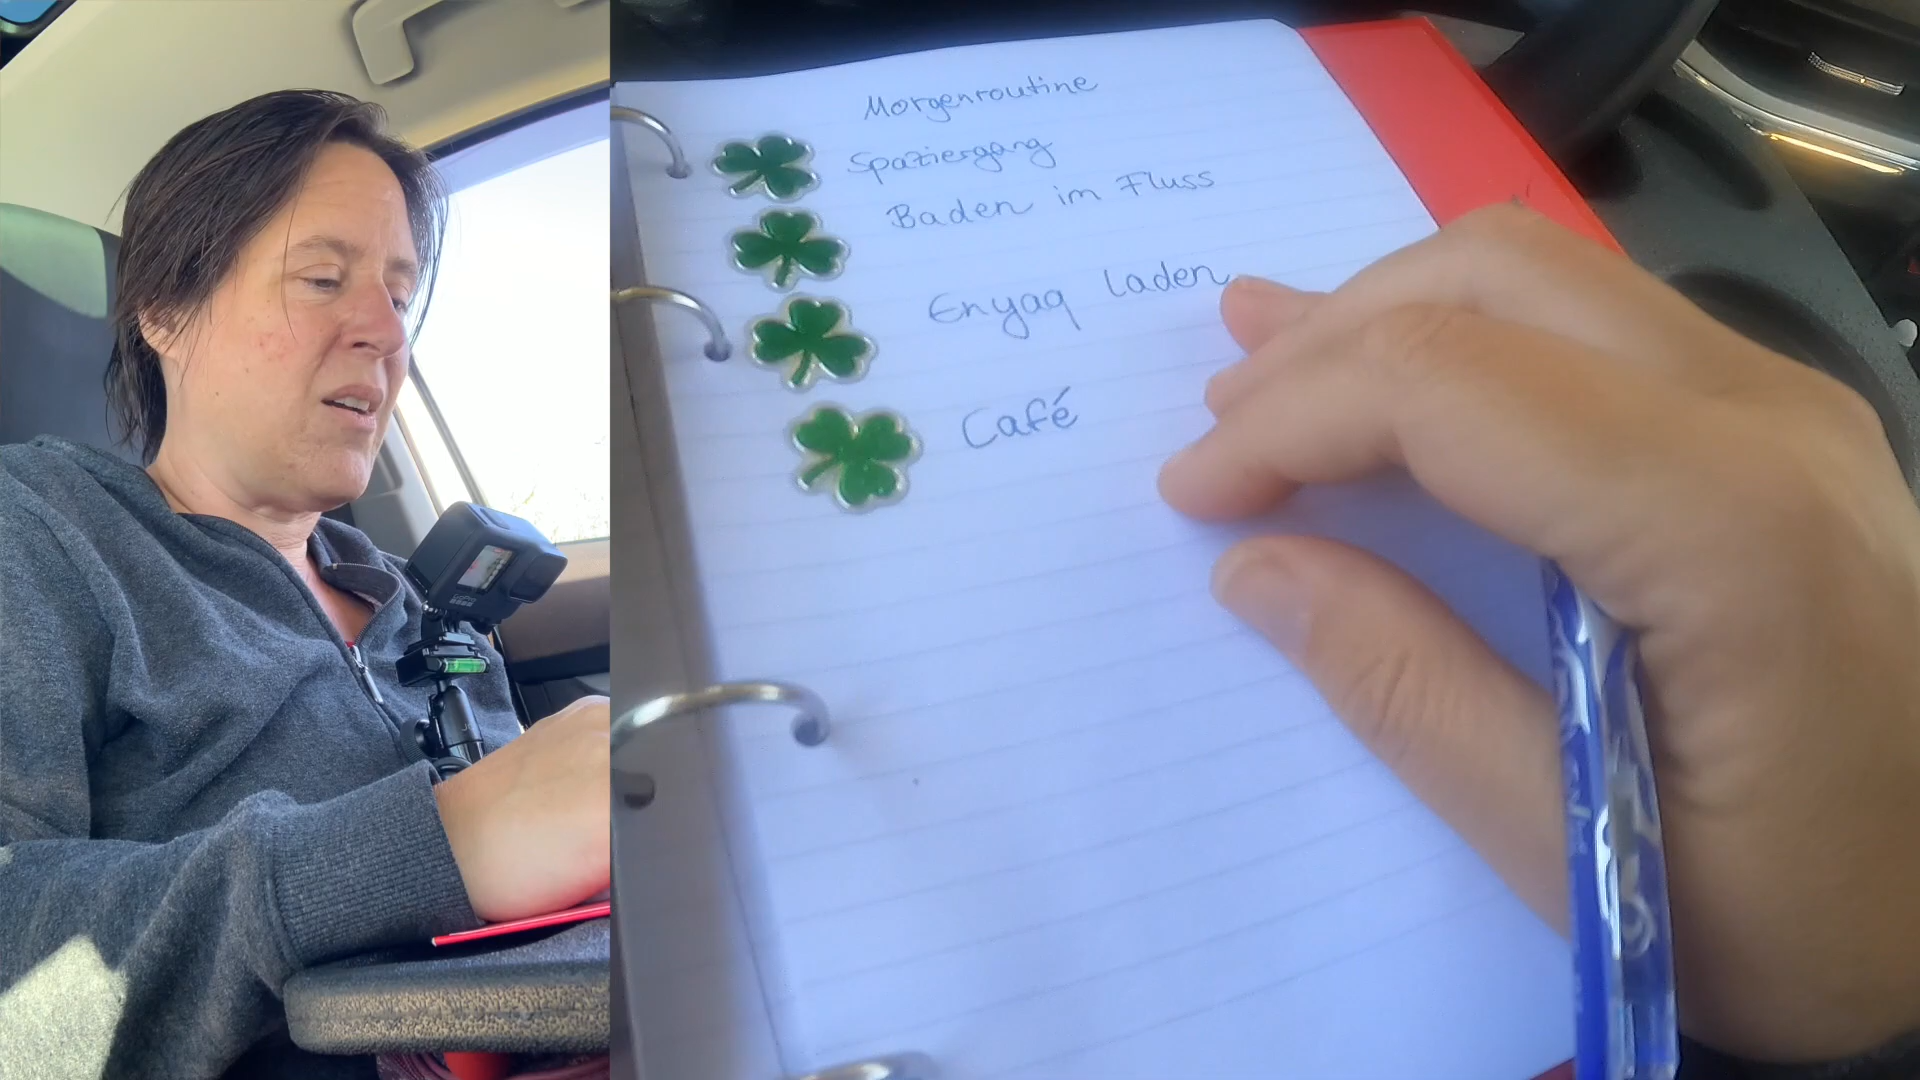 Morgenroutine
Spaziergang
Baden im Fluss
Enyaq laden
Café